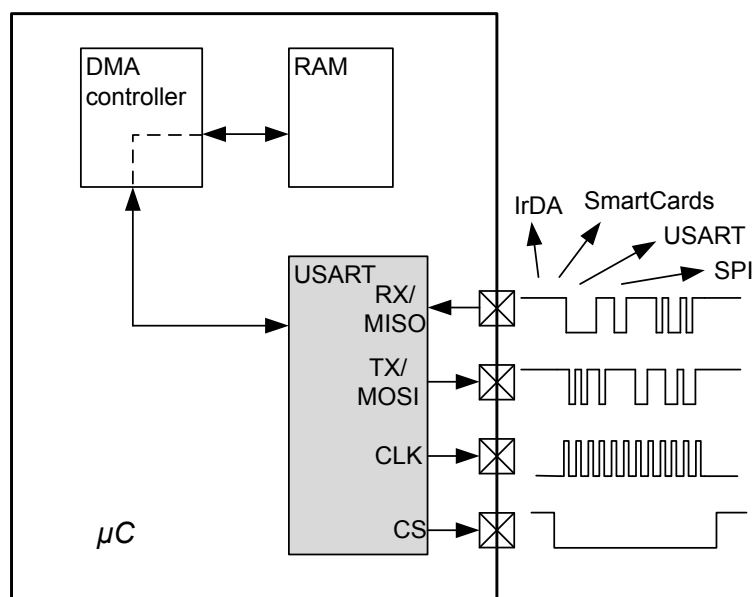 DMA
controller
RAM
IrDA
SmartCards
USART
SPI
USART
RX/
MISO
TX/
MOSI
CLK
CS
µC